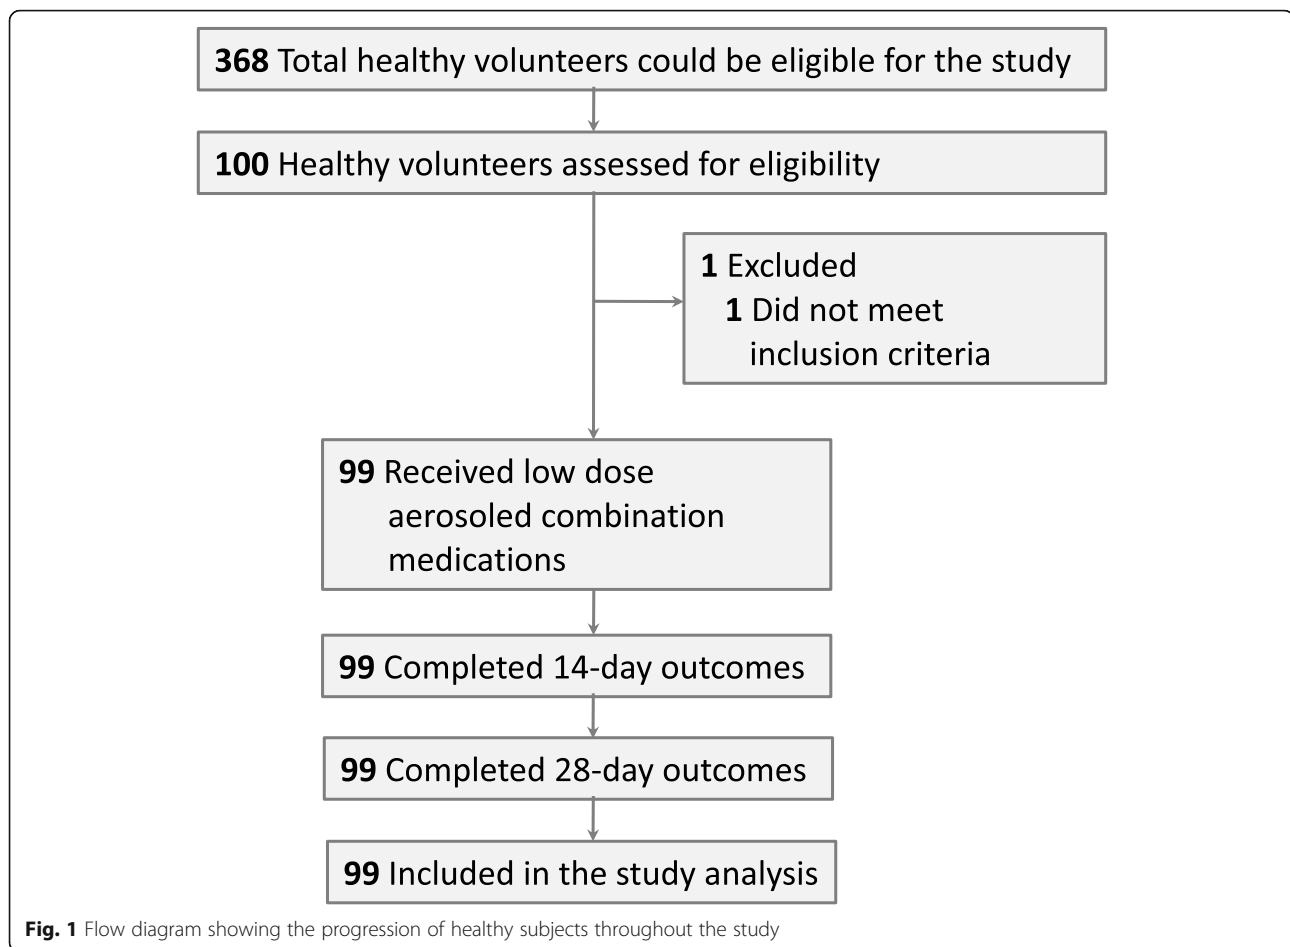 368 Total healthy volunteers could be eligible for the study
100 Healthy volunteers assessed for eligibility
1 Excluded
1 Did not meet
inclusion criteria
99 Received low dose
aerosoled combination
medications
99 Completed 14-day outcomes
99 Completed 28-day outcomes
99 Included in the study analysis
Fig. 1 Flow diagram showing the progression of healthy subjects throughout the study